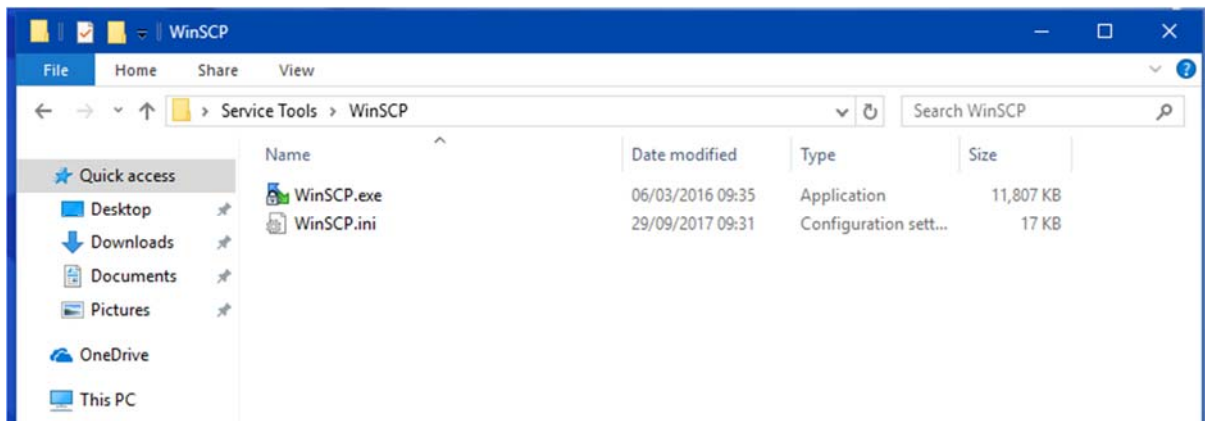 WinSCP
File Home Share View
Service Tools > WinSCP Search WinSCP
Name Date modified Type Size
Quick access
WinSCP.exe 06/03/2016 09:35 Application 11,807 KB
Desktop
WinSCP.ini 29/09/2017 09:31 Configuration sett... 17 KB
Downloads
Documents
Pictures
OneDrive
This PC